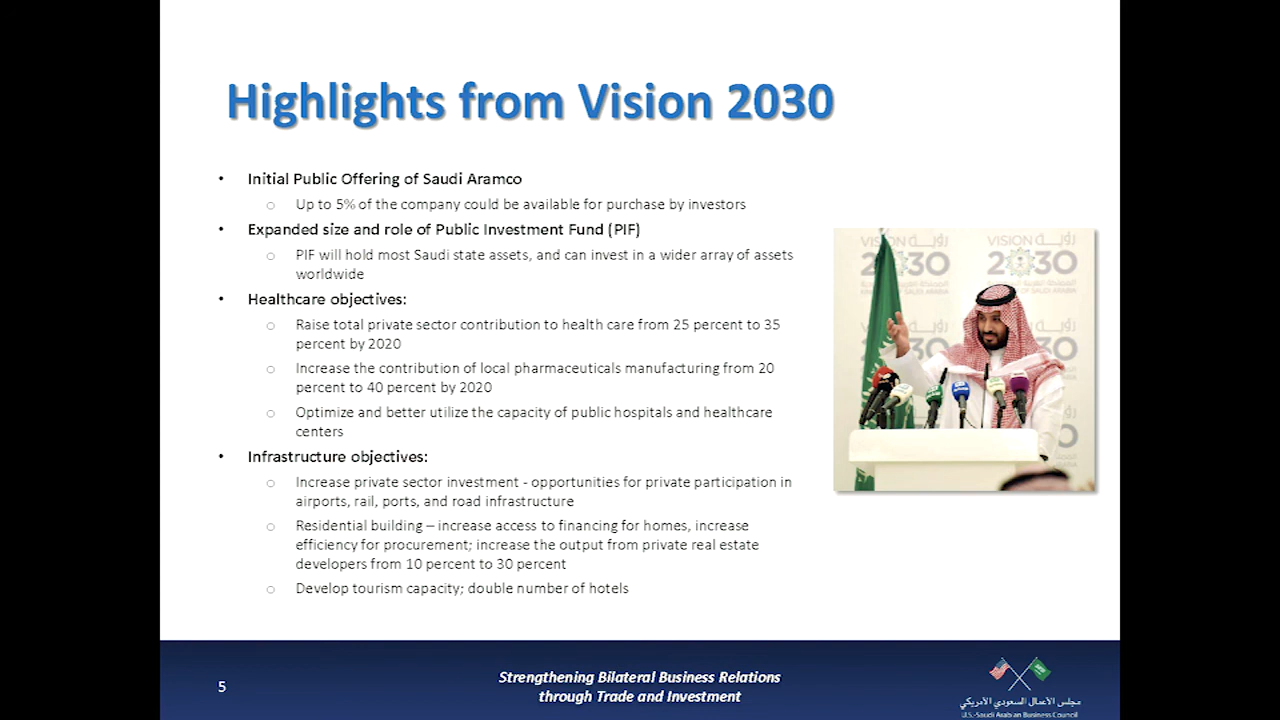 Highlights from Vision 2030
• Initial Public Offering of Saudi Aramco
○ Up to 5% of the company could be available for purchase by investors
• Expanded size and role of Public Investment Fund (PIF)
○ PIF will hold most Saudi state assets, and can invest in a wider array of assets
worldwide
• Healthcare objectives:
○ Raise total private sector contribution to health care from 25 percent to 35
percent by 2020
○ Increase the contribution of local pharmaceuticals manufacturing from 20
percent to 40 percent by 2020
○ Optimize and better utilize the capacity of public hospitals and healthcare
centers
• Infrastructure objectives:
○ Increase private sector investment - opportunities for private participation in
airports, rail, ports, and road infrastructure
○ Residential building – increase access to financing for homes, increase
efficiency for procurement; increase the output from private real estate
developers from 10 percent to 30 percent
○ Develop tourism capacity; double number of hotels
VISION رؤية
2030
VISION رؤية
2030
5
Strengthening Bilateral Business Relations
through Trade and Investment
مجلس الأعمال السعودي الأمريكي
U.S.-Saudi Arabian Business Council